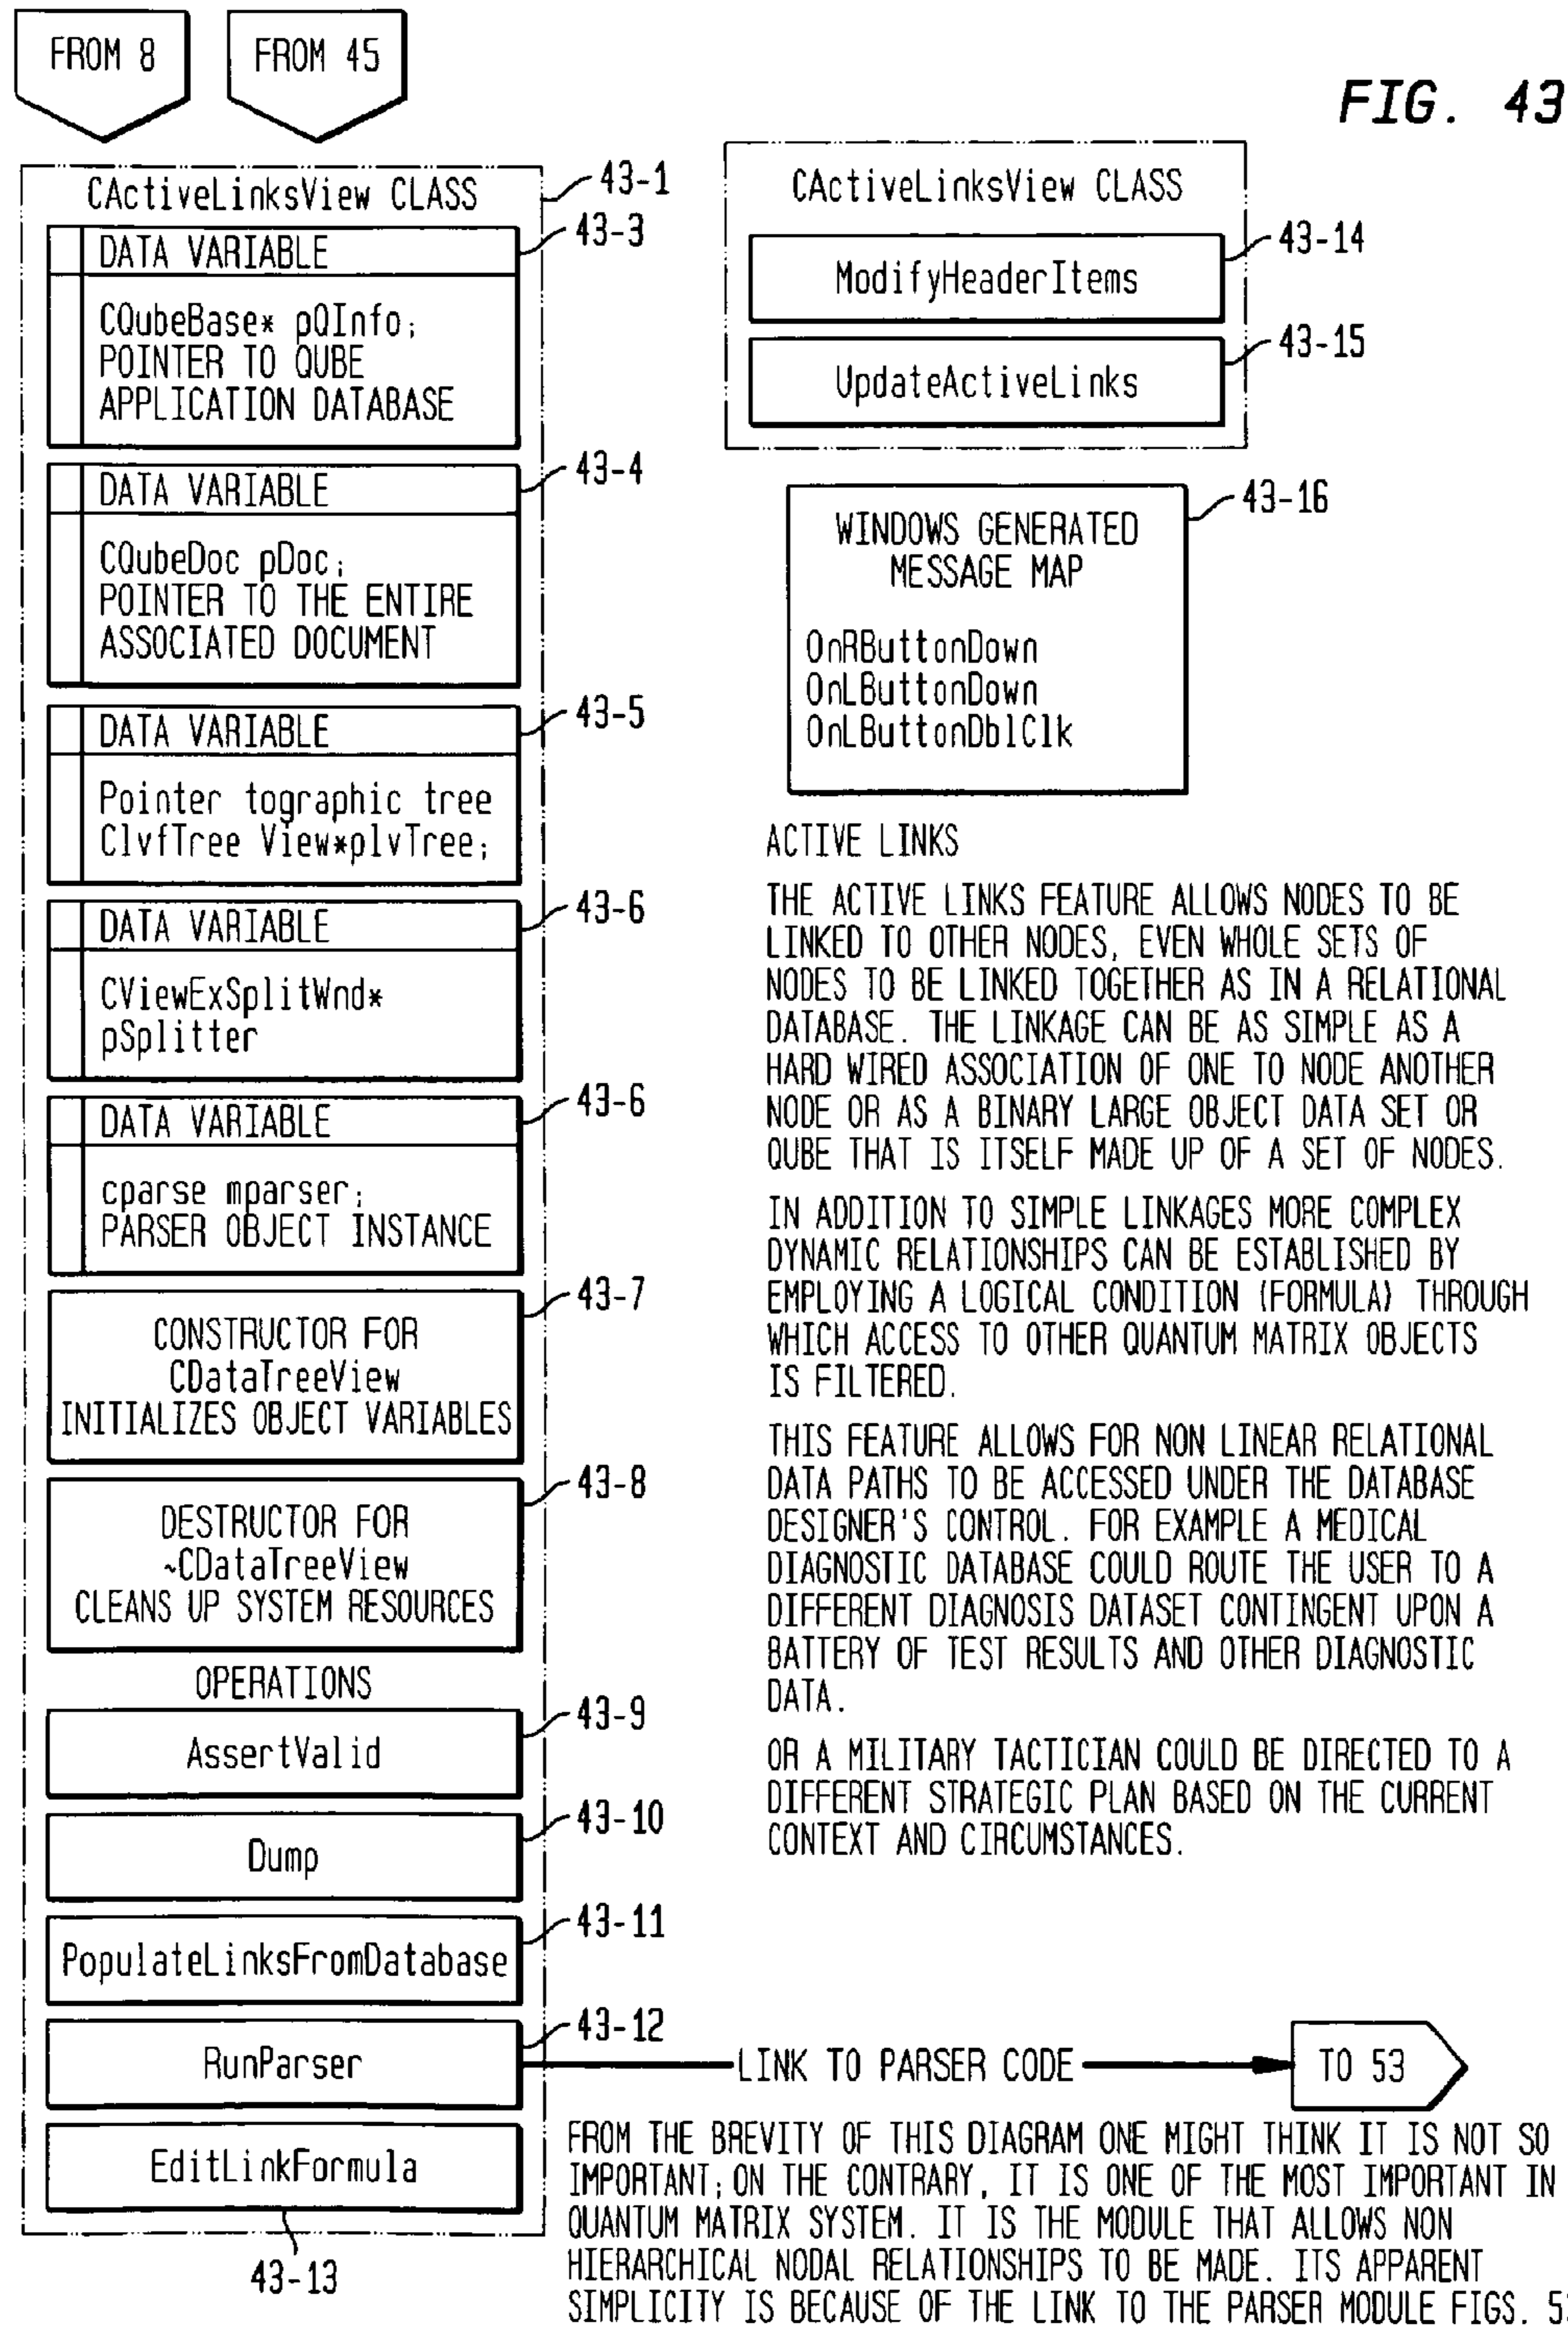 FROM 8
FROM 45
FIG. 43
CActiveLinksView CLASS
43-1
DATA VARIABLE
43-3
CQubeBase* pQInfo;
POINTER TO QUBE
APPLICATION DATABASE
DATA VARIABLE
43-4
CQubeDoc pDoc;
POINTER TO THE ENTIRE
ASSOCIATED DOCUMENT
DATA VARIABLE
43-5
Pointer tographic tree
ClvfTree View*plvTree;
DATA VARIABLE
43-6
CViewExSplitWnd*
pSplitter
DATA VARIABLE
43-6
cparse mparser;
PARSER OBJECT INSTANCE
43-7
CONSTRUCTOR FOR
CDataTreeView
INITIALIZES OBJECT VARIABLES
43-8
DESTRUCTOR FOR
~CDataTreeView
CLEANS UP SYSTEM RESOURCES
OPERATIONS
43-9
AssertValid
43-10
Dump
43-11
PopulateLinksFromDatabase
43-12
RunParser
LINK TO PARSER CODE
TO 53
EditLinkFormula
43-13
CActiveLinksView CLASS
43-14
ModifyHeaderItems
43-15
UpdateActiveLinks
43-16
WINDOWS GENERATED
MESSAGE MAP
OnRButtonDown
OnLButtonDown
OnLButtonDblClk
ACTIVE LINKS
THE ACTIVE LINKS FEATURE ALLOWS NODES TO BE
LINKED TO OTHER NODES, EVEN WHOLE SETS OF
NODES TO BE LINKED TOGETHER AS IN A RELATIONAL
DATABASE. THE LINKAGE CAN BE AS SIMPLE AS A
HARD WIRED ASSOCIATION OF ONE TO NODE ANOTHER
NODE OR AS A BINARY LARGE OBJECT DATA SET OR
QUBE THAT IS ITSELF MADE UP OF A SET OF NODES.
IN ADDITION TO SIMPLE LINKAGES MORE COMPLEX
DYNAMIC RELATIONSHIPS CAN BE ESTABLISHED BY
EMPLOYING A LOGICAL CONDITION (FORMULA) THROUGH
WHICH ACCESS TO OTHER QUANTUM MATRIX OBJECTS
IS FILTERED.
THIS FEATURE ALLOWS FOR NON LINEAR RELATIONAL
DATA PATHS TO BE ACCESSED UNDER THE DATABASE
DESIGNER'S CONTROL. FOR EXAMPLE A MEDICAL
DIAGNOSTIC DATABASE COULD ROUTE THE USER TO A
DIFFERENT DIAGNOSIS DATASET CONTINGENT UPON A
BATTERY OF TEST RESULTS AND OTHER DIAGNOSTIC
DATA.
OR A MILITARY TACTICIAN COULD BE DIRECTED TO A
DIFFERENT STRATEGIC PLAN BASED ON THE CURRENT
CONTEXT AND CIRCUMSTANCES.
FROM THE BREVITY OF THIS DIAGRAM ONE MIGHT THINK IT IS NOT SO
IMPORTANT; ON THE CONTRARY, IT IS ONE OF THE MOST IMPORTANT IN
QUANTUM MATRIX SYSTEM. IT IS THE MODULE THAT ALLOWS NON
HIERARCHICAL NODAL RELATIONSHIPS TO BE MADE. ITS APPARENT
SIMPLICITY IS BECAUSE OF THE LINK TO THE PARSER MODULE FIGS.